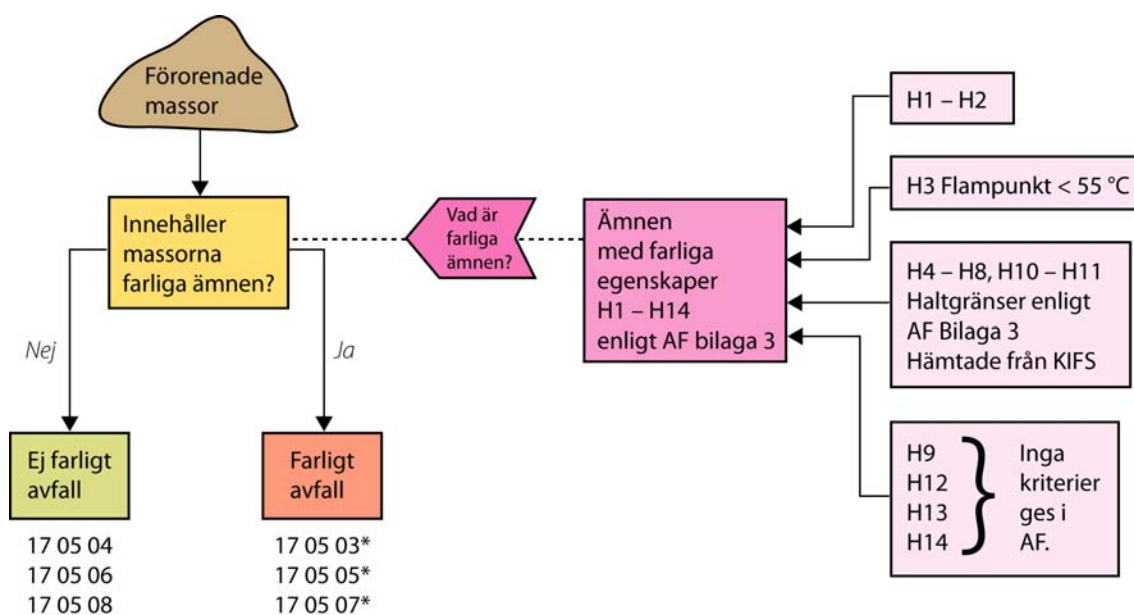 Förorenade
massor
Innehåller
massorna
farliga ämnen?
Nej
Ja
Ej farligt
avfall
17 05 04
17 05 06
17 05 08
Farligt
avfall
17 05 03*
17 05 05*
17 05 07*
Vad är
farliga
ämnen?
Ämnen
med farliga
egenskaper
H1 – H14
enligt AF bilaga 3
H1 – H2
H3 Flampunkt < 55 °C
H4 – H8, H10 – H11
Haltgränser enligt
AF Bilaga 3
Hämtade från KIFS
H9
H12
H13
H14
Inga
kriterier
ges i
AF.